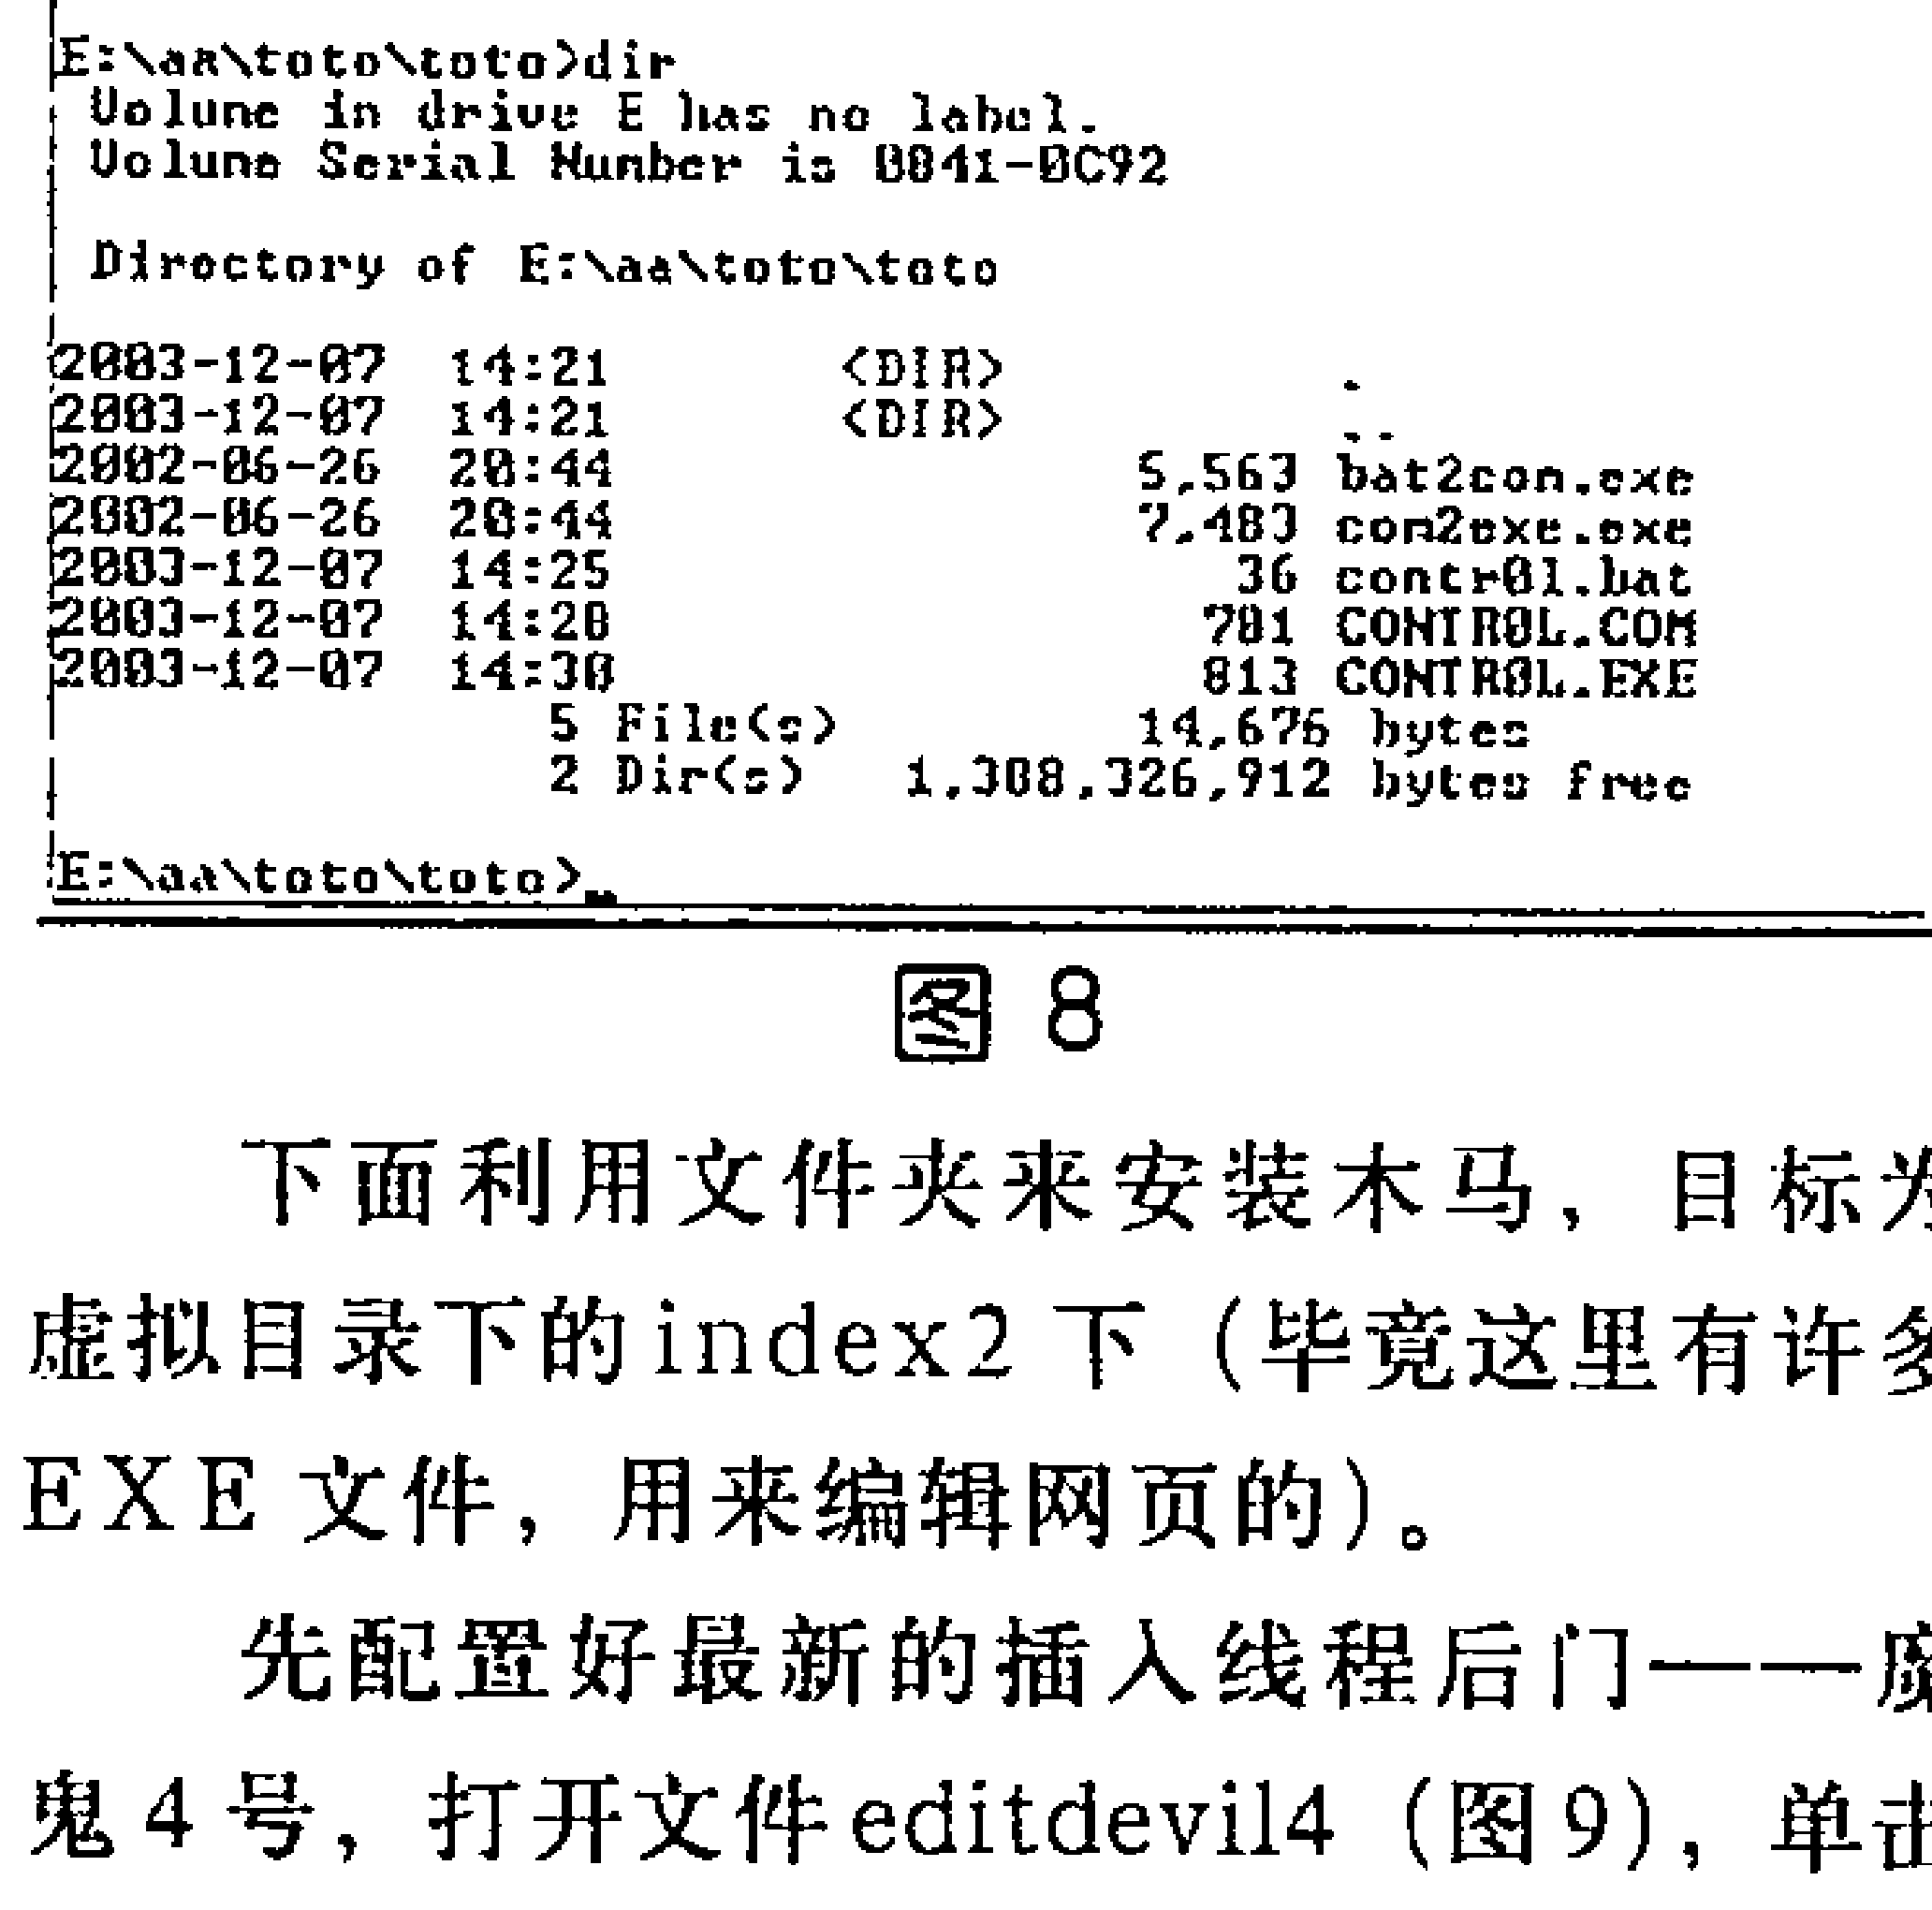 E:\aa\toto\toto>dir
Volume in drive E has no label.
Volume Serial Number is
Directory of E:\aa\toto\toto
2003-12-07 14:21 <DIR> .
2003-12-07 14:21 <DIR> ..
2002-06-26 20:44 5,563 bat2com.exe
2002-06-26 20:44 7,483 com2exe.exe
2003-12-07 14:25 36 contr0l.bat
2003-12-07 14:28 781 CONTR0L.COM
2003-12-07 14:30 813 CONTR0L.EXE
5 File(s) 14,676 bytes
2 Dir(s) 1,308,326,912 bytes free
E:\aa\toto\toto>_
图 8
下面利用文件夹来安装木马，目标为
虚拟目录下的index2下（毕竟这里有许多
EXE文件，用来编辑网页的）。
先配置好最新的插入线程后门——魔
鬼4号，打开文件editdevil4（图9），单击